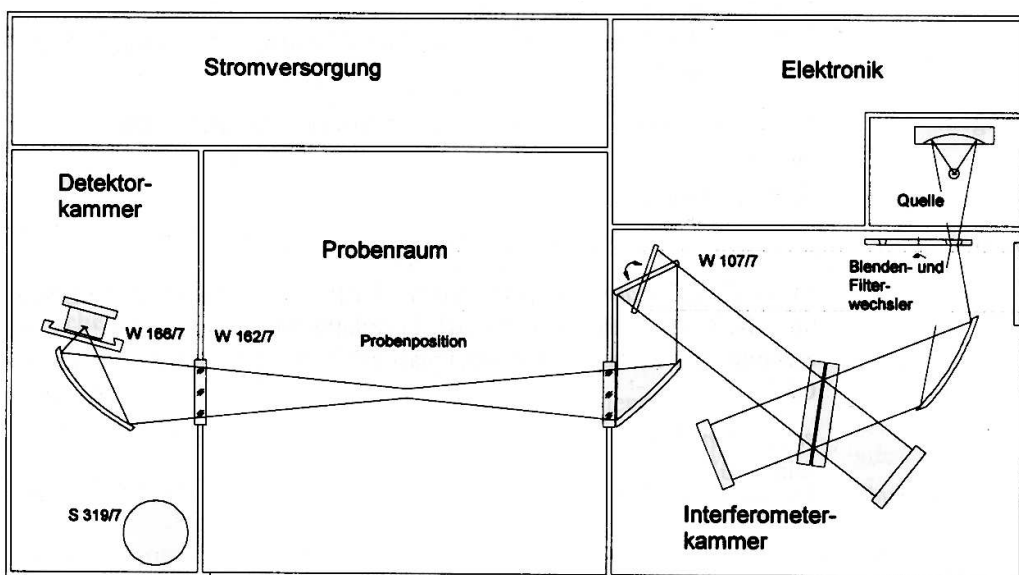 Stromversorgung
Elektronik
Quelle
Detektor-
kammer
Probenraum
W 107/7
Blenden- und
Filter-
wechsler
W 166/7
W 162/7
Probenposition
S 319/7
Interferometer-
kammer